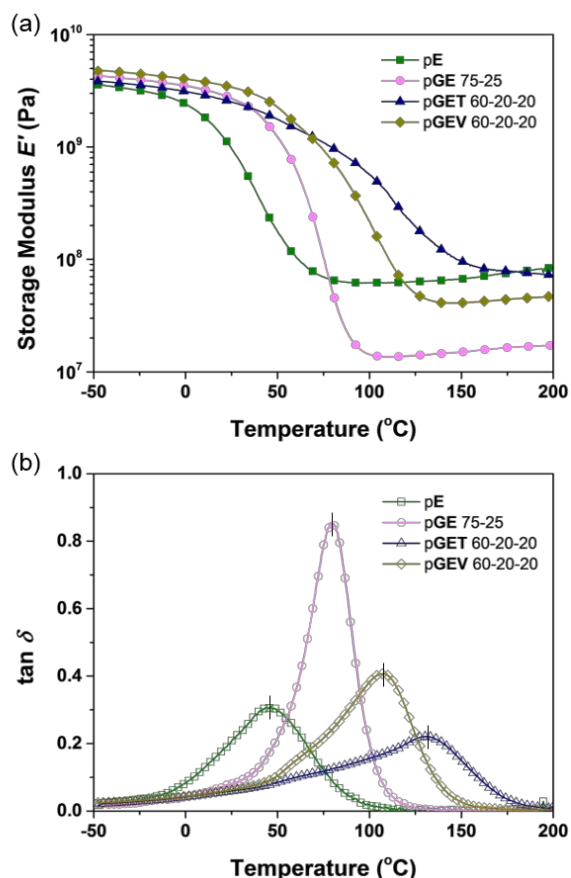 (a)
10^10
10^9
10^8
10^7
Storage Modulus E' (Pa)
pE
pGE 75-25
pGET 60-20-20
pGEV 60-20-20
-50 0 50 100 150 200
Temperature (°C)
(b)
1.0
0.8
0.6
0.4
0.2
0.0
tan δ
pE
pGE 75-25
pGET 60-20-20
pGEV 60-20-20
-50 0 50 100 150 200
Temperature (°C)